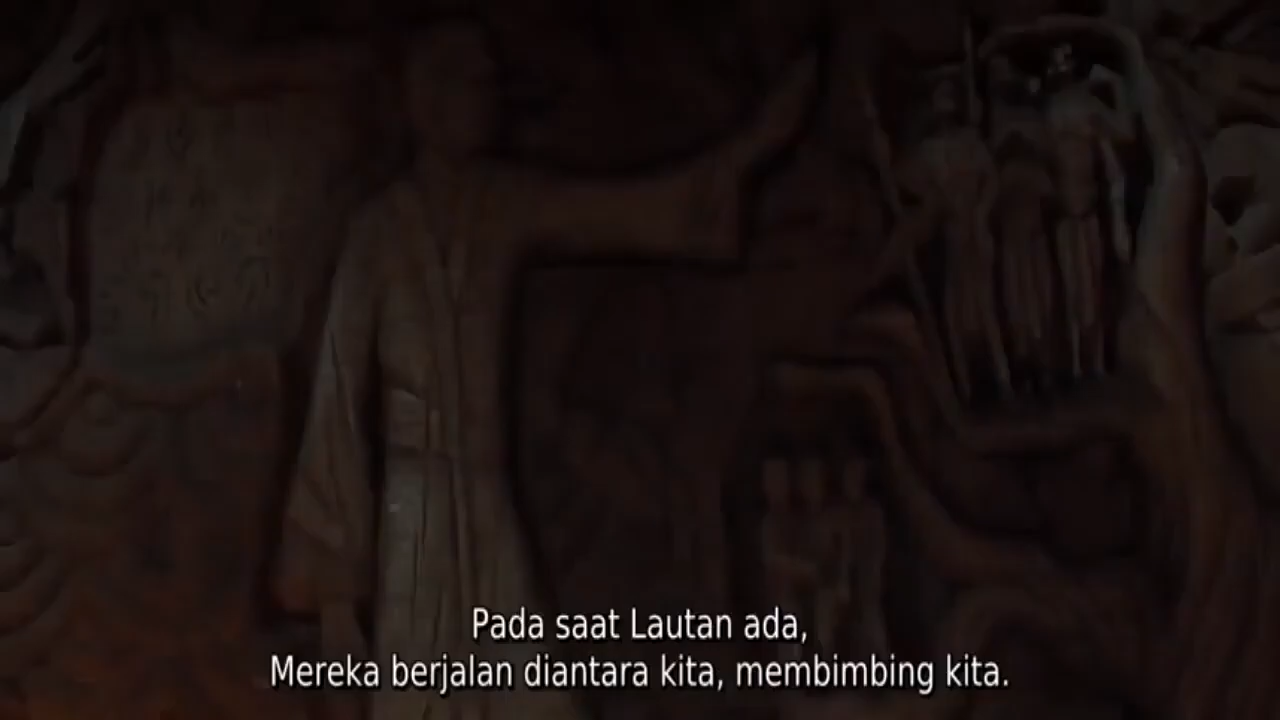 Pada saat Lautan ada,
Mereka berjalan diantara kita, membimbing kita.